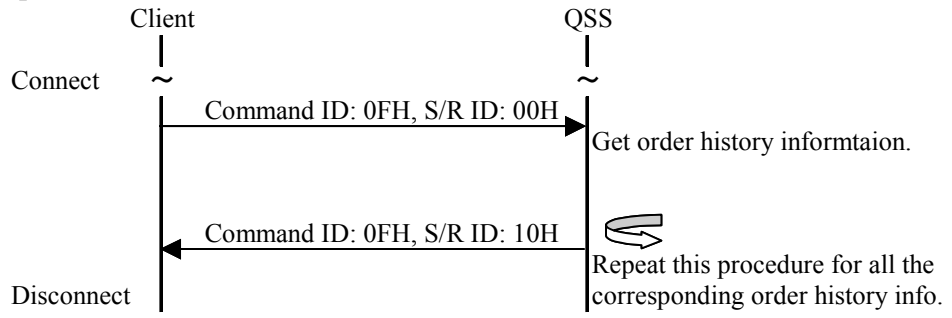 Client QSS
Connect
Command ID: 0FH, S/R ID: 00H
Get order history informtaion.
Command ID: 0FH, S/R ID: 10H
Repeat this procedure for all the
Disconnect corresponding order history info.